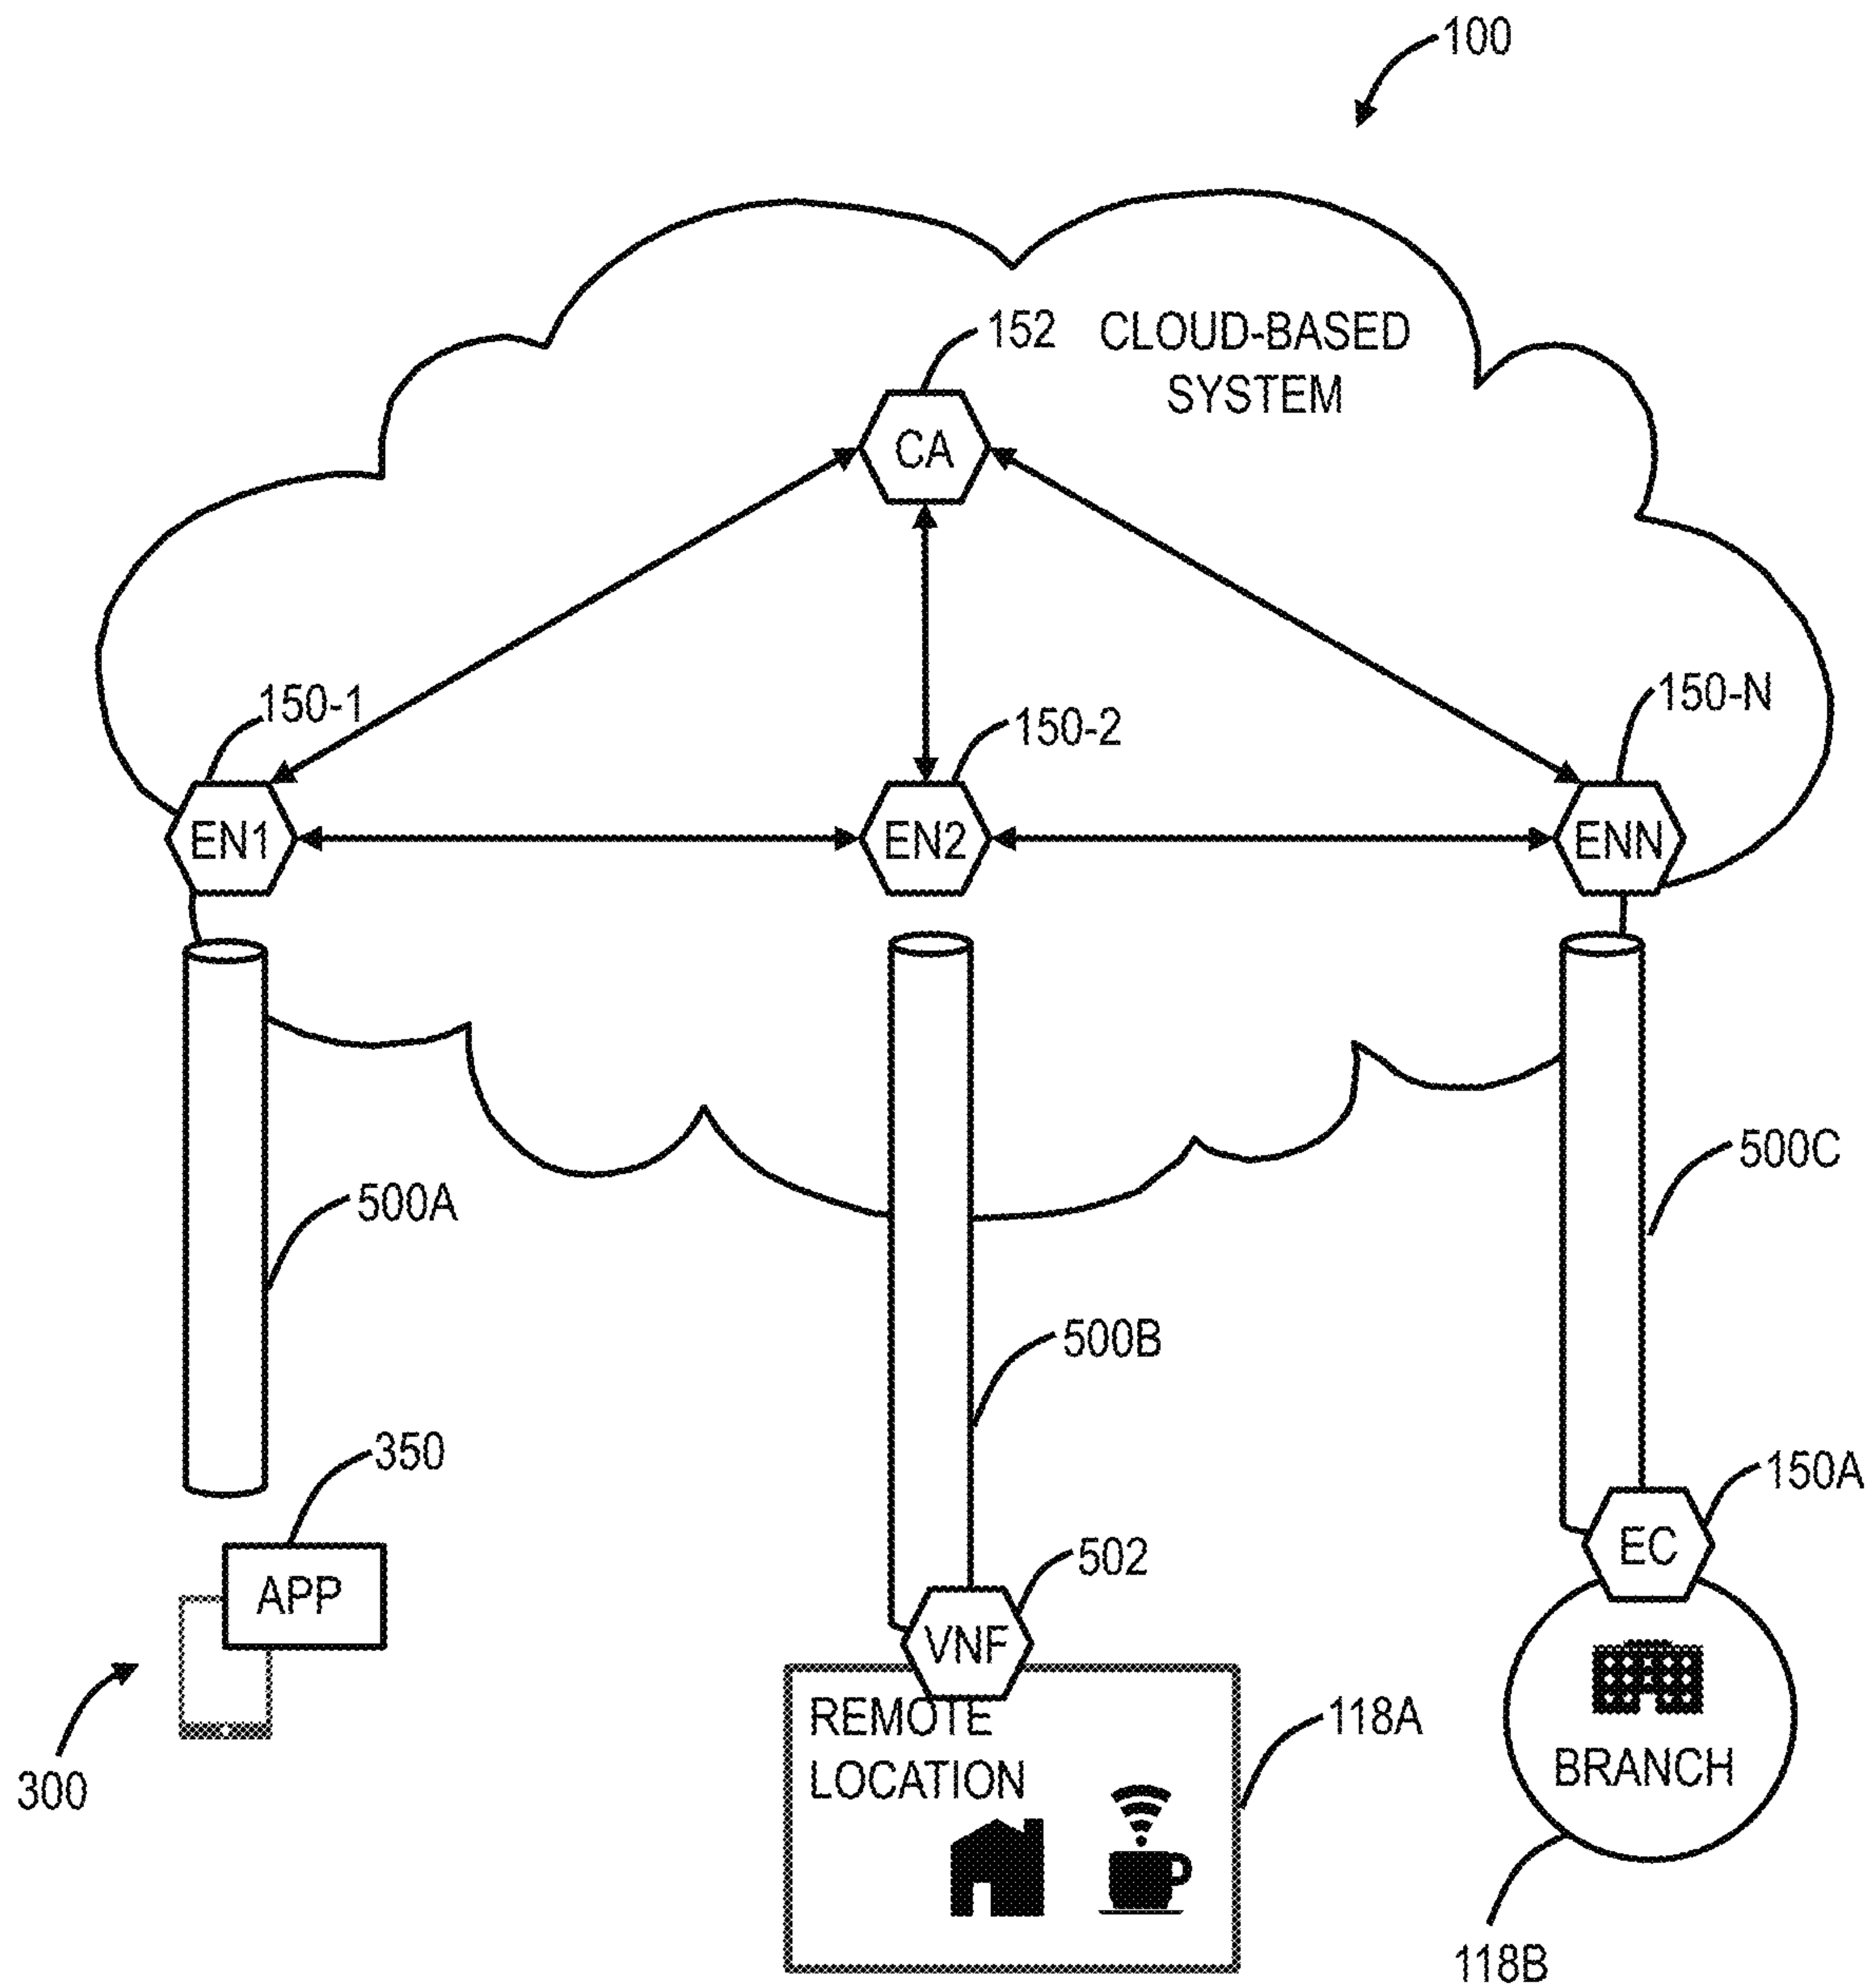 100
152
CLOUD-BASED
SYSTEM
CA
150-1
150-2
150-N
EN1
EN2
ENN
500A
500B
500C
350
APP
502
150A
VNF
EC
REMOTE
LOCATION
118A
BRANCH
300
118B